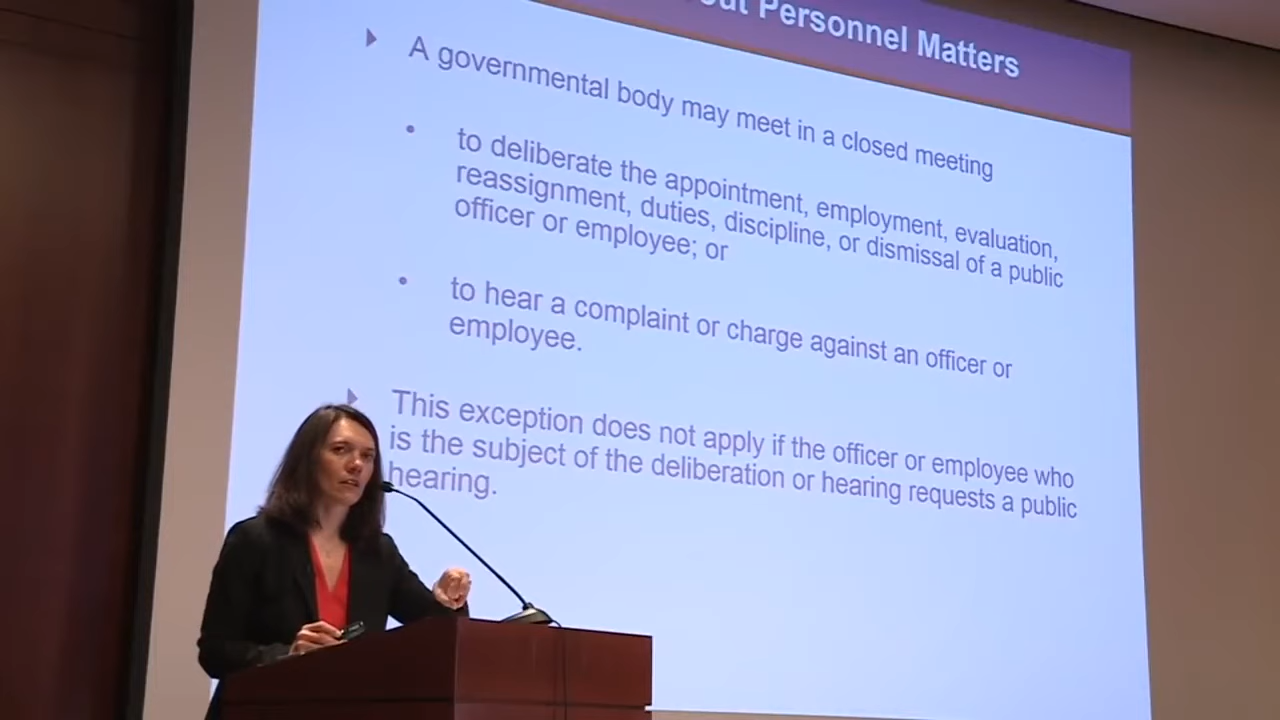 Personnel Matters
A governmental body may meet in a closed meeting
to deliberate the appointment, employment, evaluation,
reassignment, duties, discipline, or dismissal of a public
officer or employee; or
to hear a complaint or charge against an officer or
employee.
This exception does not apply if the officer or employee who
is the subject of the deliberation or hearing requests a public
hearing.